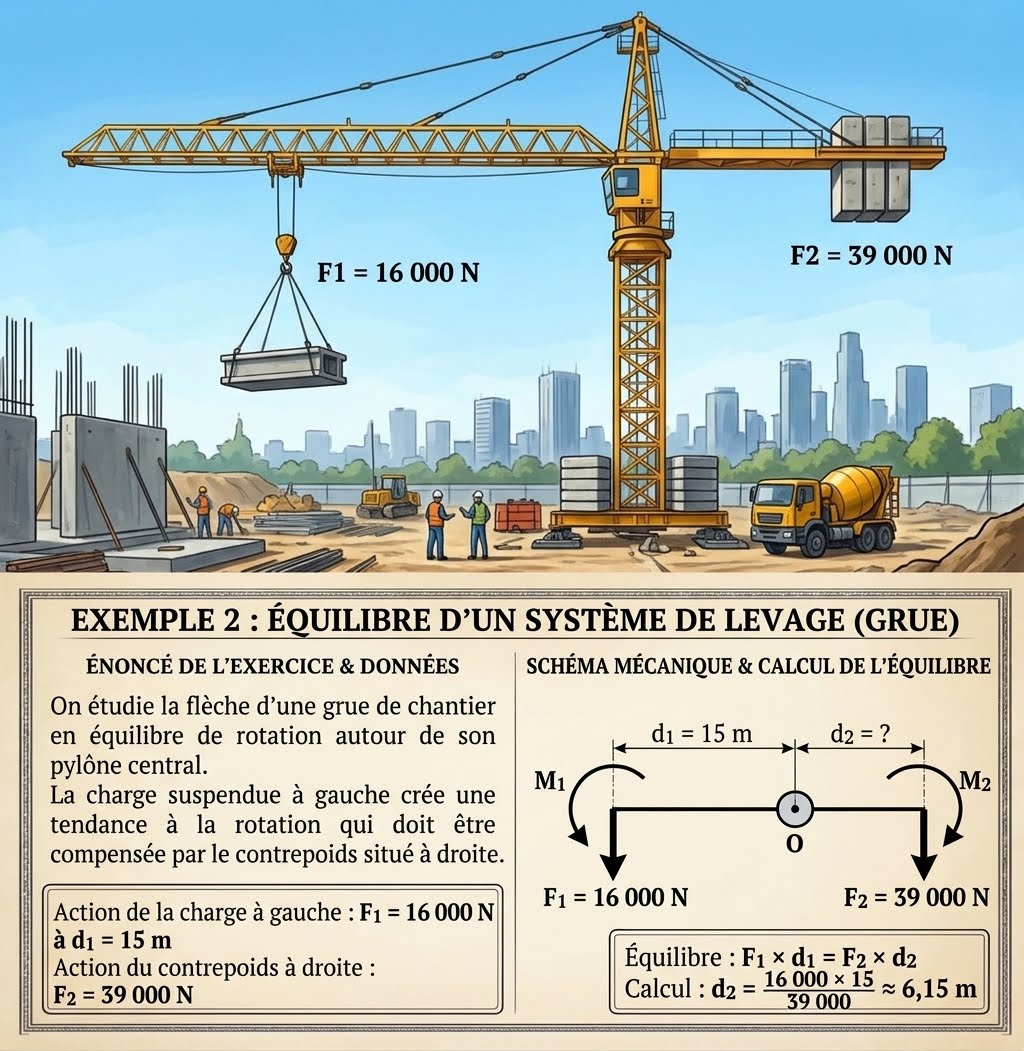 F1 = 16 000 N
F2 = 39 000 N
EXEMPLE 2 : ÉQUILIBRE D'UN SYSTÈME DE LEVAGE (GRUE)
ÉNONCÉ DE L'EXERCICE & DONNÉES
On étudie la flèche d'une grue de chantier
en équilibre de rotation autour de son
pylône central.
La charge suspendue à gauche crée une
tendance à la rotation qui doit être
compensée par le contrepoids situé à droite.
Action de la charge à gauche : F₁ = 16 000 N
à d₁ = 15 m
Action du contrepoids à droite :
F₂ = 39 000 N
SCHÉMA MÉCANIQUE & CALCUL DE L'ÉQUILIBRE
d₁ = 15 m
d₂ = ?
M₁
M₂
O
F₁ = 16 000 N
F₂ = 39 000 N
Équilibre : F₁ × d₁ = F₂ × d₂
Calcul : d₂ = 16 000 × 15 / 39 000 ≈ 6,15 m